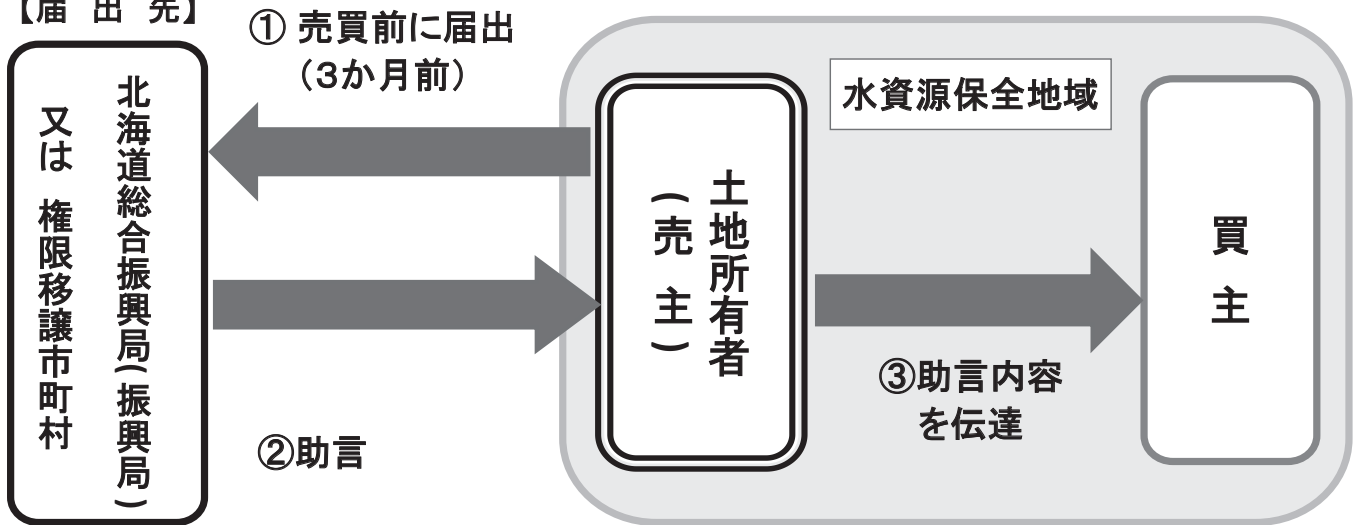 【届出先】
北海道総合振興局(振興局)
又は 権限移譲市町村
① 売買前に届出
(3か月前)
②助言
土地所有者
(売主)
水資源保全地域
③助言内容
を伝達
買主